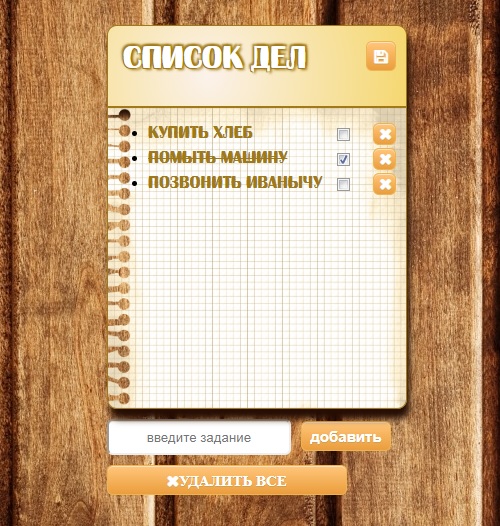 СПИСОК ДЕЛ
КУПИТЬ ХЛЕБ
ПОМЫТЬ МАШИНУ
ПОЗВОНИТЬ ИВАНЫЧУ
введите задание
добавить
✖УДАЛИТЬ ВСЕ